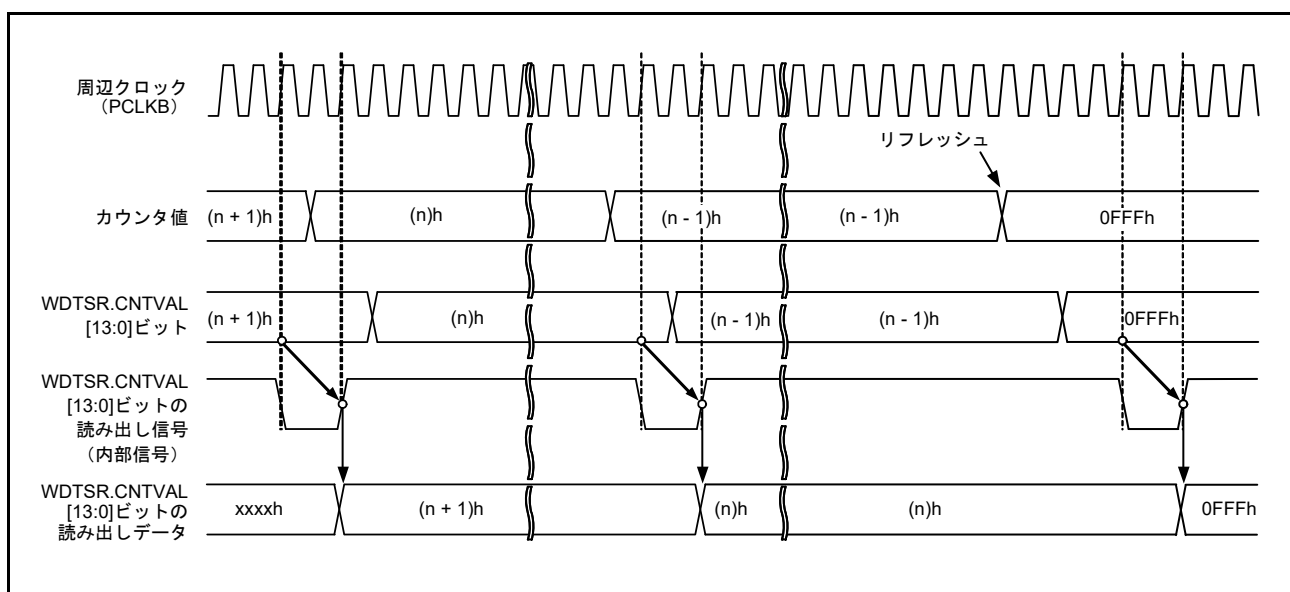 周辺クロック
（PCLKB）
リフレッシュ
カウンタ値
(n + 1)h
(n)h
(n - 1)h
(n - 1)h
0FFFh
WDTSR.CNTVAL
[13:0]ビット
(n + 1)h
(n)h
(n - 1)h
(n - 1)h
0FFFh
WDTSR.CNTVAL
[13:0]ビットの
読み出し信号
（内部信号）
WDTSR.CNTVAL
[13:0]ビットの
読み出しデータ
xxxxh
(n + 1)h
(n)h
(n)h
0FFFh